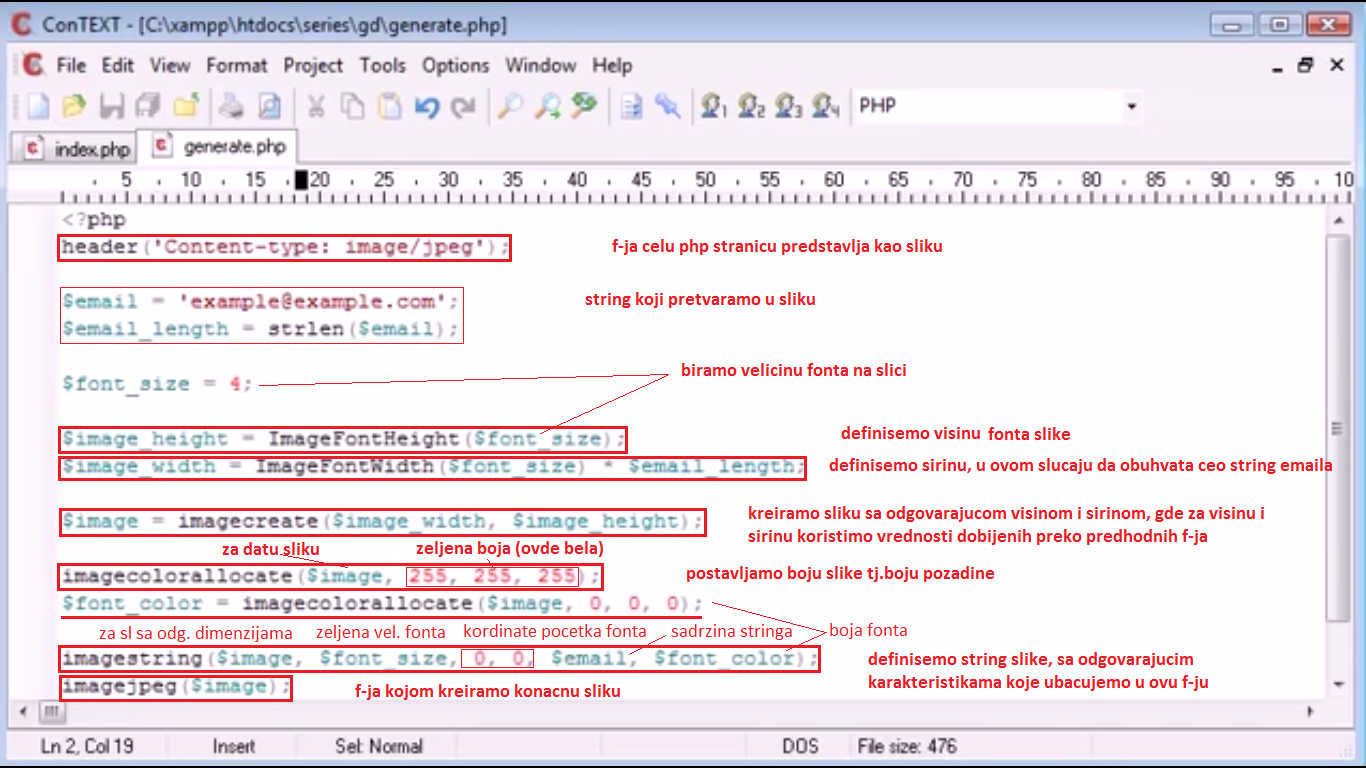 ConTEXT - [C:\xampp\htdocs\series\gd\generate.php]
File Edit View Format Project Tools Options Window Help
1 2 3 4 PHP
index.php generate.php
5 10 15 20 25 30 35 40 45 50 55 60 65 70 75 80 85 90 95 10
<?php
header('Content-type: image/jpeg'); f-ja celu php stranicu predstavlja kao sliku
$email = 'example@example.com'; string koji pretvaramo u sliku
$email_length = strlen($email);
biramo velicinu fonta na slici
$font_size = 4;
$image_height = ImageFontHeight($font_size); definisemo visinu fonta slike
$image_width = ImageFontWidth($font_size) * $email_length; definisemo sirinu, u ovom slucaju da obuhvata ceo string emaila
$image = imagecreate($image_width, $image_height); kreiramo sliku sa odgovarajucom visinom i sirinom, gde za visinu i
sirinu koristimo vrednosti dobijenih preko predhodnih f-ja
za datu sliku zeljena boja (ovde bela)
imagecolorallocate($image, 255, 255, 255); postavljamo boju slike tj.boju pozadine
$font_color = imagecolorallocate($image, 0, 0, 0);
za sl sa odg. dimenzijama zeljena vel. fonta kordinate pocetka fonta sadrzina stringa boja fonta
imagestring($image, $font_size, 0, 0, $email, $font_color); definisemo string slike, sa odgovarajucim
karakteristikama koje ubacujemo u ovu f-ju
imagejpeg($image); f-ja kojom kreiramo konacnu sliku
Ln 2, Col 19 Insert Sel: Normal DOS File size: 476